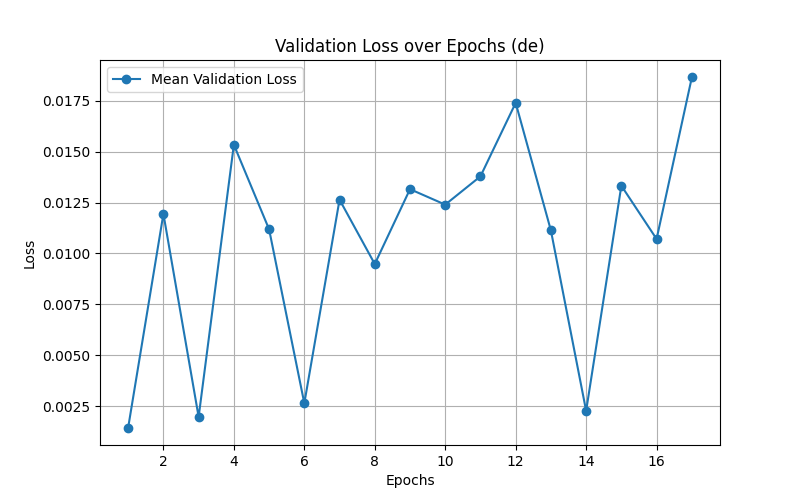 Validation Loss over Epochs (de)
Mean Validation Loss
0.0175
0.0150
0.0125
0.0100
0.0075
0.0050
0.0025
Loss
2 4 6 8 10 12 14 16
Epochs